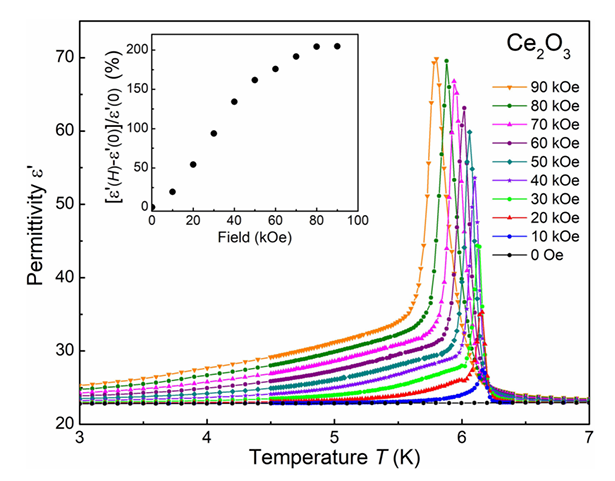 Ce₂O₃
90 kOe
80 kOe
70 kOe
60 kOe
50 kOe
40 kOe
30 kOe
20 kOe
10 kOe
0 Oe
Permittivity ε'
70
60
50
40
30
20
3
4
5
6
7
Temperature T (K)
[ε'(H)-ε'(0)]/ε'(0) (%)
200
150
100
50
0
0
20
40
60
80
100
Field (kOe)